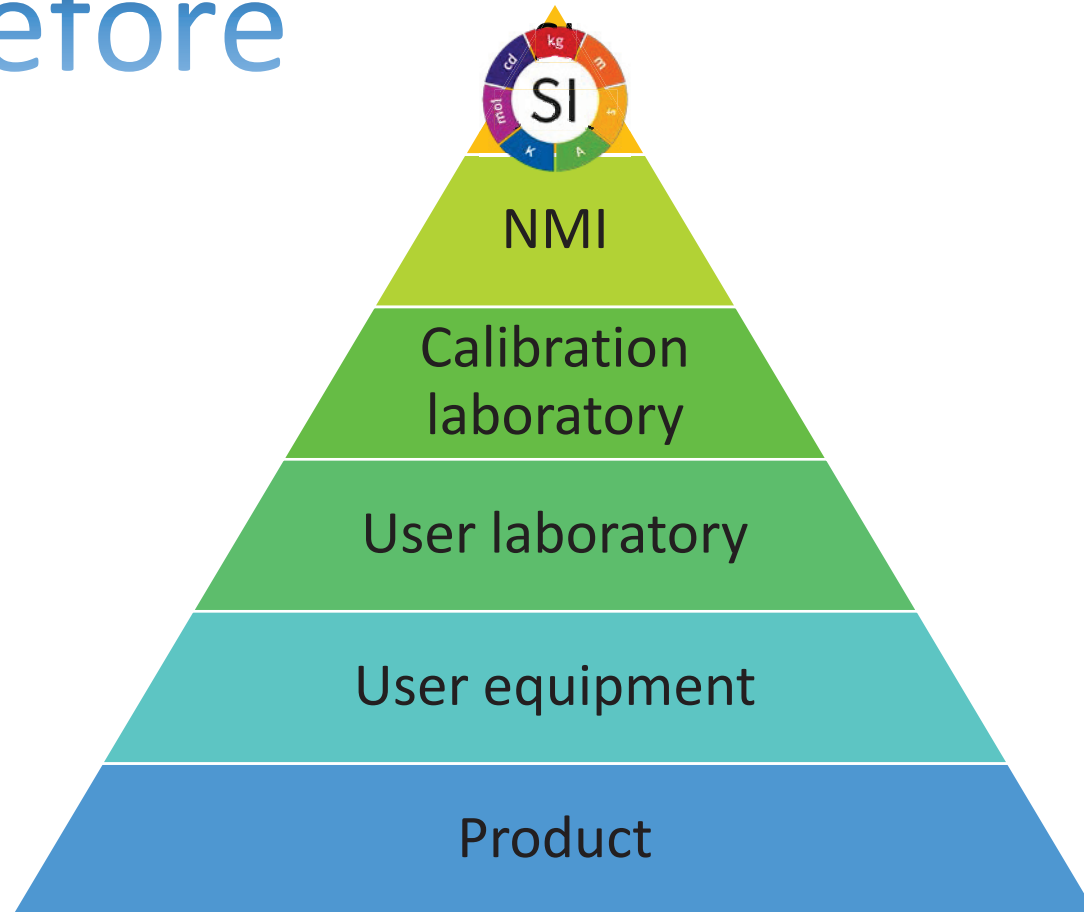 efore
kg
m
s
A
K
mol
cd
SI
NMI
Calibration
laboratory
User laboratory
User equipment
Product